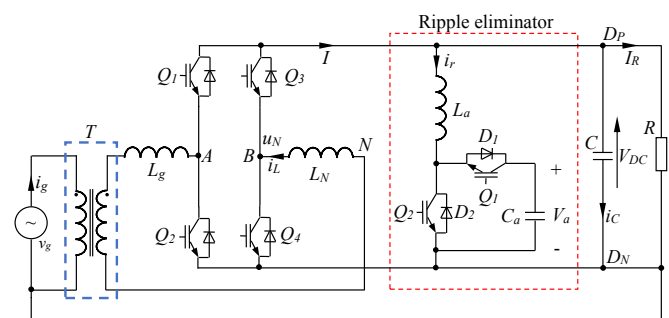 Ripple eliminator
D_P
I
i_r
I_R
Q_1
Q_3
L_a
T
D_1
u_N
N
A
B
C
R
V_DC
L_g
i_L
L_N
Q_1
+
i_g
Q_2
D_2
C_a
V_a
i_C
~
Q_2
Q_4
v_g
-
D_N